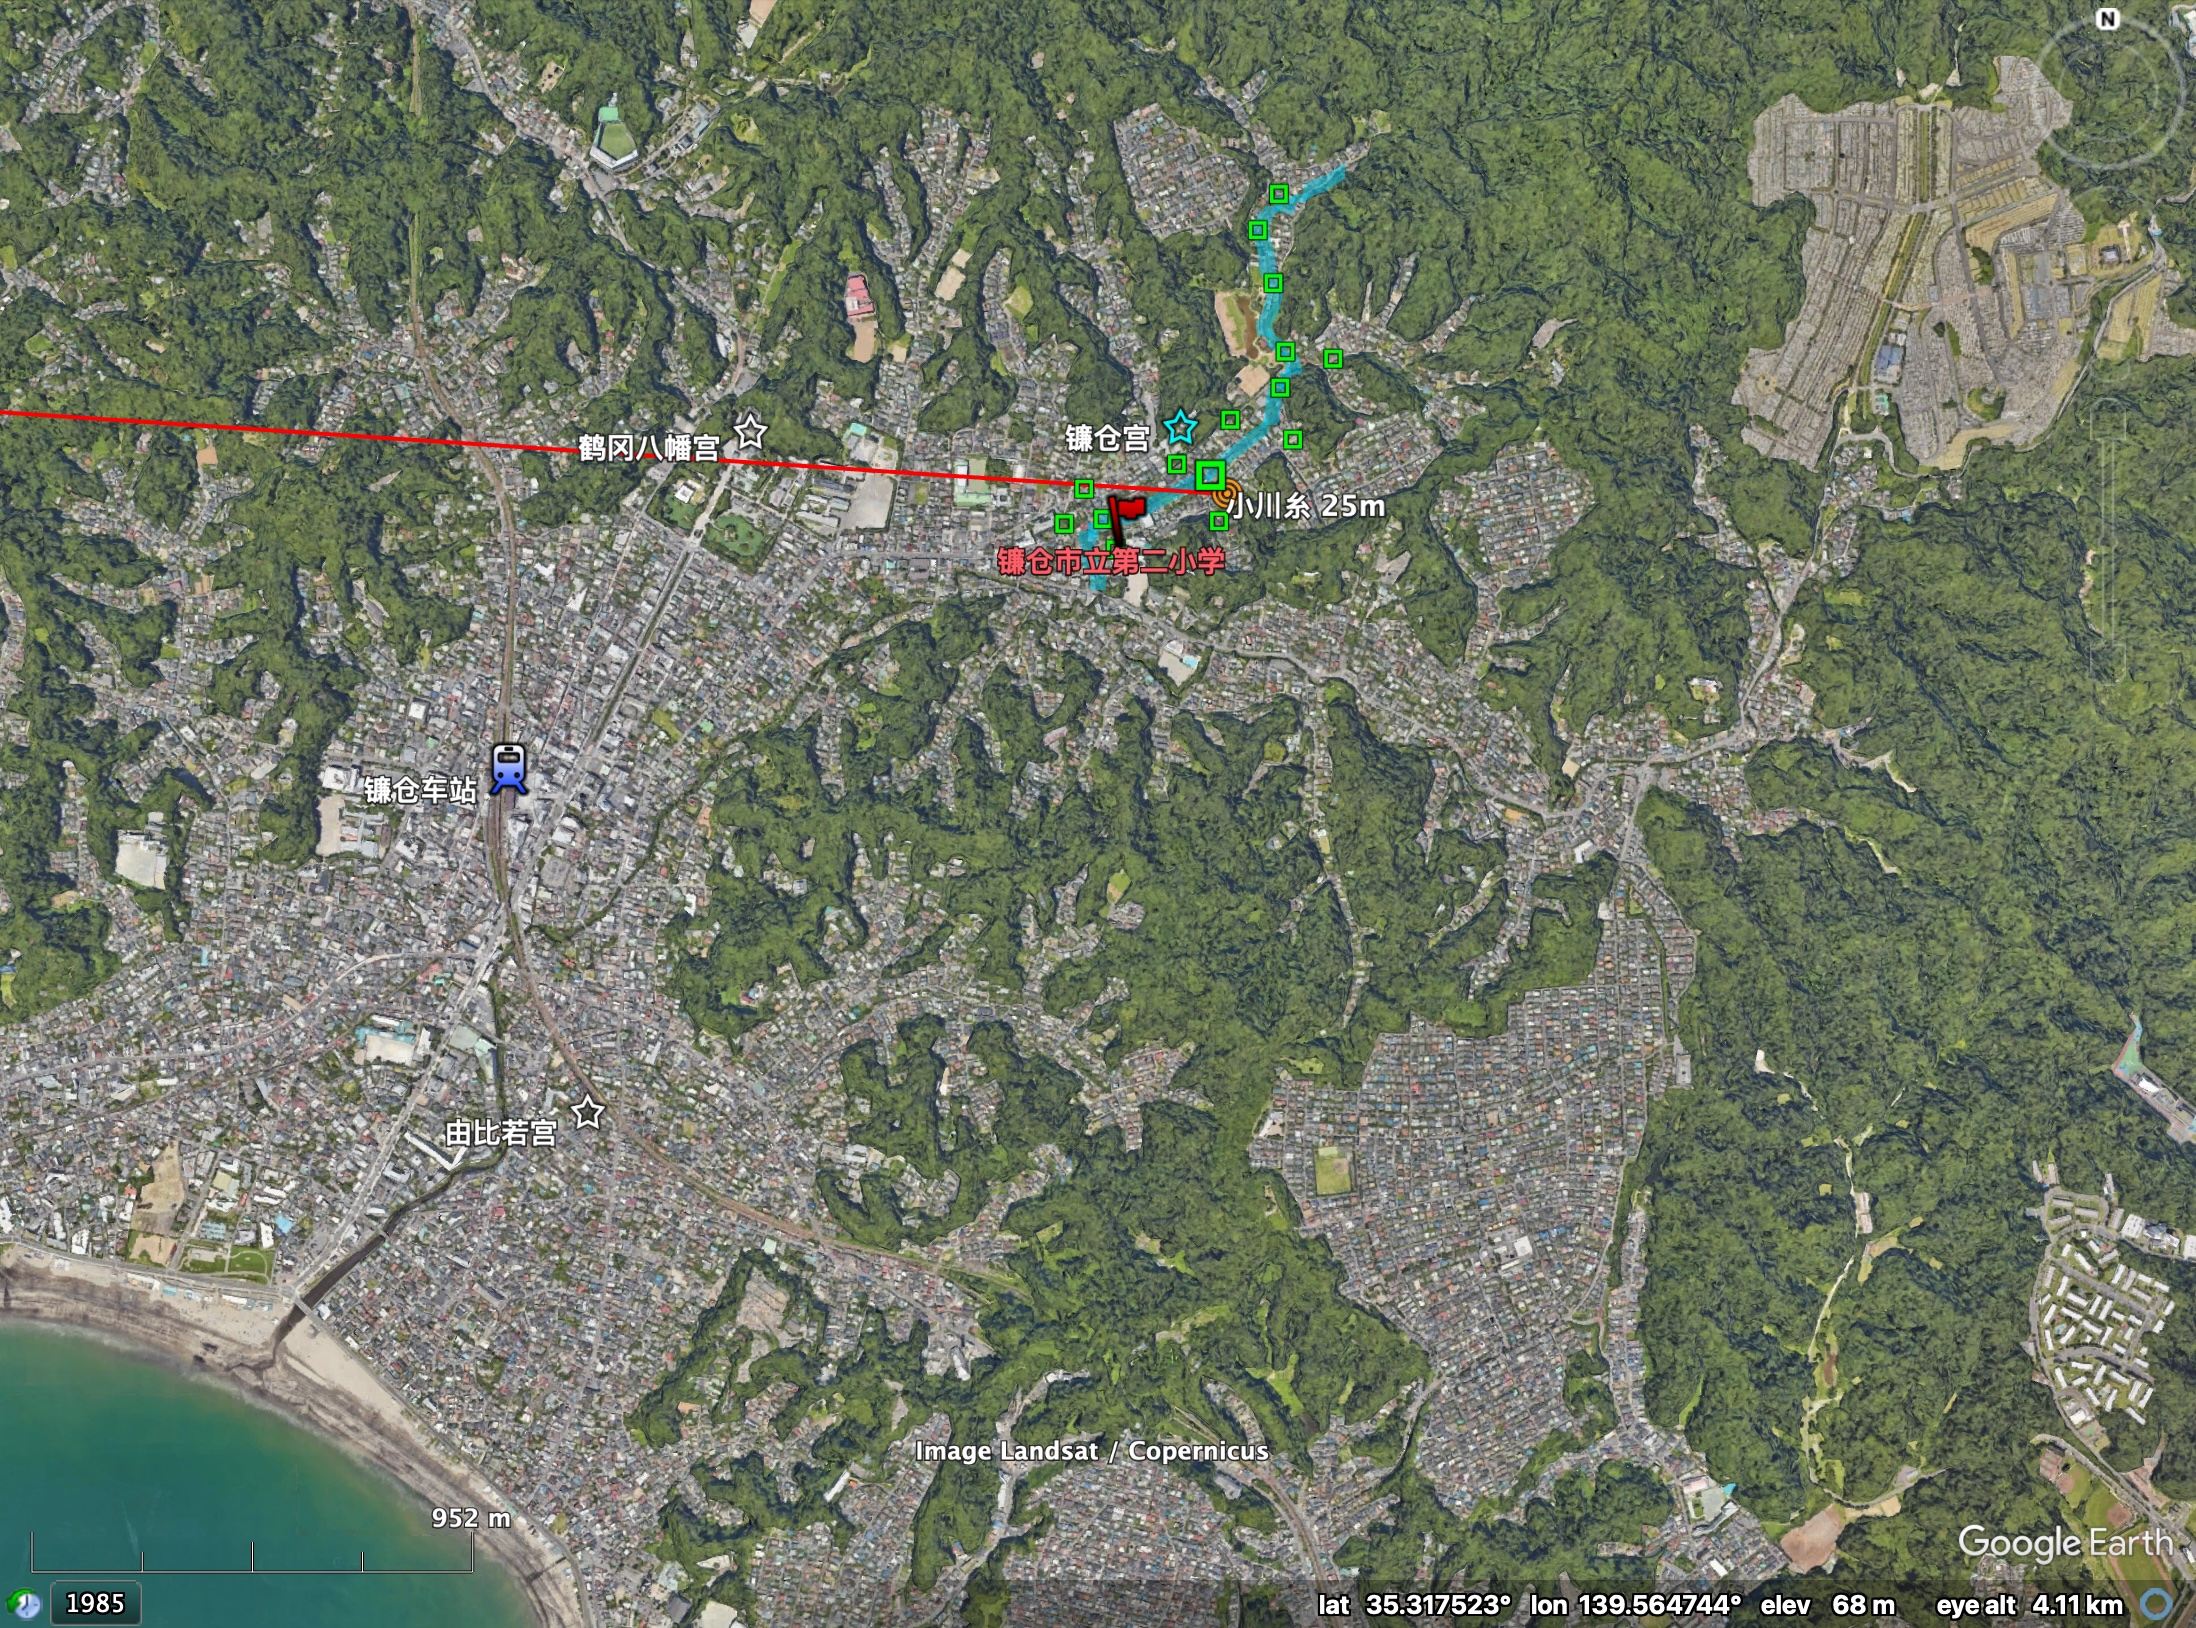 N
鹤冈八幡宫
镰仓宫
小川糸 25m
镰仓市立第二小学
镰仓车站
由比若宫
Image Landsat / Copernicus
952 m
Google Earth
1985
lat 35.317523° lon 139.564744° elev 68 m eye alt 4.11 km